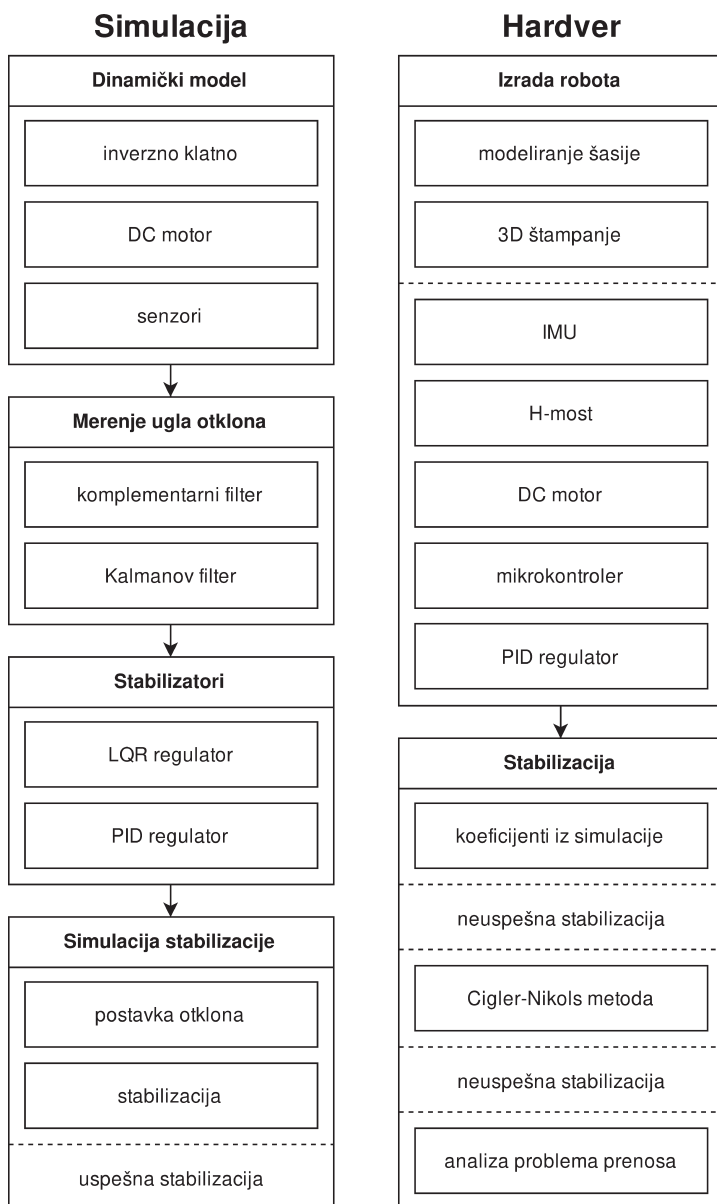 Simulacija
Dinamički model
inverzno klatno
DC motor
senzori
Merenje ugla otklona
komplementarni filter
Kalmanov filter
Stabilizatori
LQR regulator
PID regulator
Simulacija stabilizacije
postavka otklona
stabilizacija
uspešna stabilizacija
Hardver
Izrada robota
modeliranje šasije
3D štampanje
IMU
H-most
DC motor
mikrokontroler
PID regulator
Stabilizacija
koeficijenti iz simulacije
neuspešna stabilizacija
Cigler-Nikols metoda
neuspešna stabilizacija
analiza problema prenosa